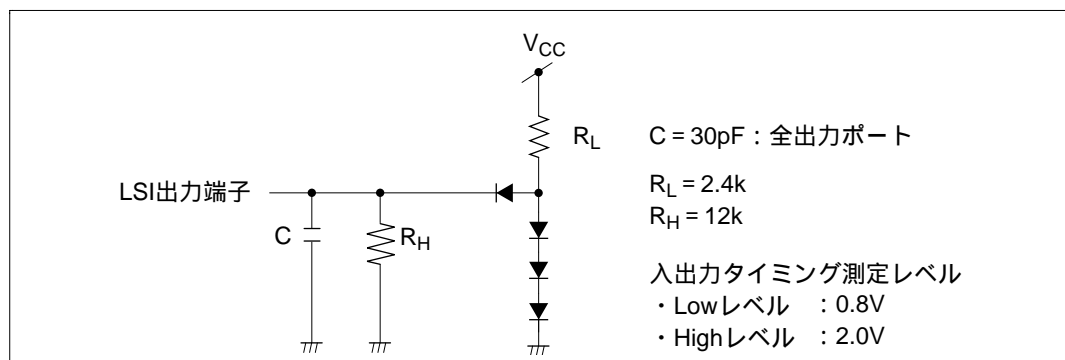 VCC
RL
C = 30pF：全出力ポート
LSI出力端子
RL = 2.4k
RH = 12k
C
RH
入出力タイミング測定レベル
・Lowレベル ：0.8V
・Highレベル ：2.0V